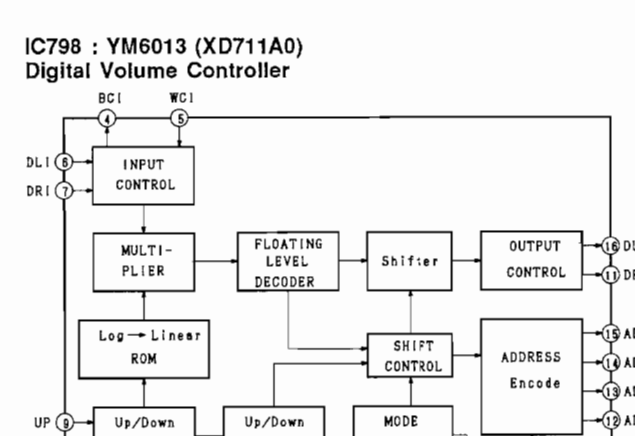 IC798 : YM6013 (XD711A0)
Digital Volume Controller
BCI WCI
4 5
DLI 6
DRI 7
INPUT
CONTROL
MULTI-
PLIER
FLOATING
LEVEL
DECODER
Shifter
OUTPUT
CONTROL
16
11
Log→Linear
ROM
SHIFT
CONTROL
ADDRESS
Encode
15
14
13
12
UP 9
Up/Down
Up/Down
MODE